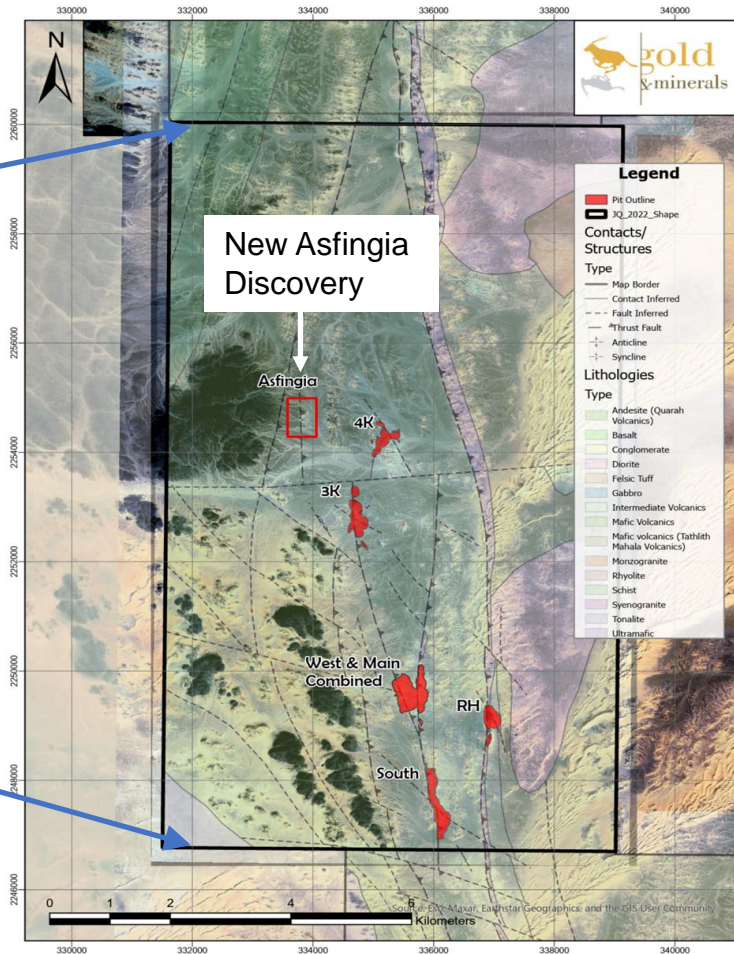 330000 332000 334000 336000 338000 340000
N
gold
& minerals
2260000
2258000
2256000
2254000
2252000
2250000
2248000
2246000
New Asfingia
Discovery
Asfingia
4K
3K
West & Main
Combined
RH
South
Legend
Pit Outline
JQ_2022_Shape
Contacts/
Structures
Type
Map Border
Contact Inferred
Fault Inferred
Thrust Fault
Anticline
Syncline
Lithologies
Type
Andesite (Quarah
Volcanics)
Basalt
Conglomerate
Diorite
Felsic Tuff
Gabbro
Intermediate Volcanics
Mafic Volcanics
Mafic volcanics (Tathlith
Mahala Volcanics)
Monzogranite
Rhyolite
Schist
Syenogranite
Tonalite
Ultramafic
0 1 2 4 6
Kilometers
Source: Esri, Maxar, Earthstar Geographics, and the GIS User Community
330000 332000 334000 336000 338000 340000